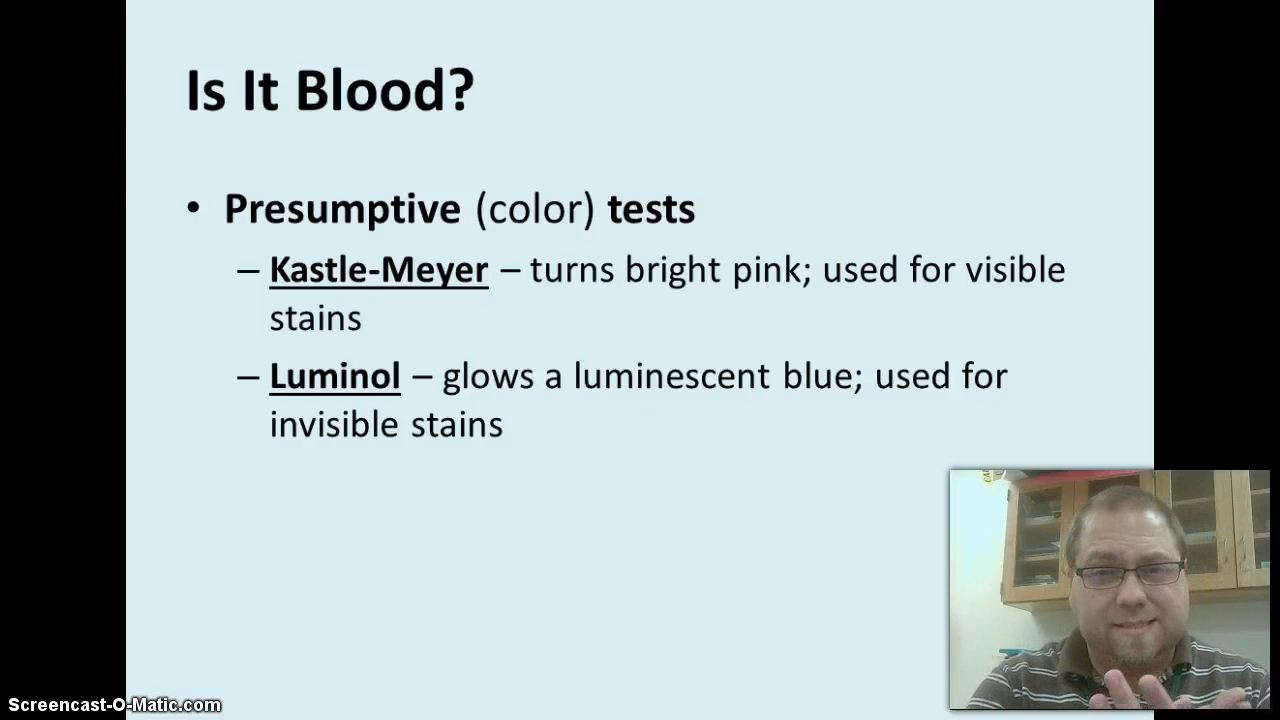 Is It Blood?
• Presumptive (color) tests
– Kastle-Meyer – turns bright pink; used for visible
stains
– Luminol – glows a luminescent blue; used for
invisible stains
Screencast-O-Matic.com